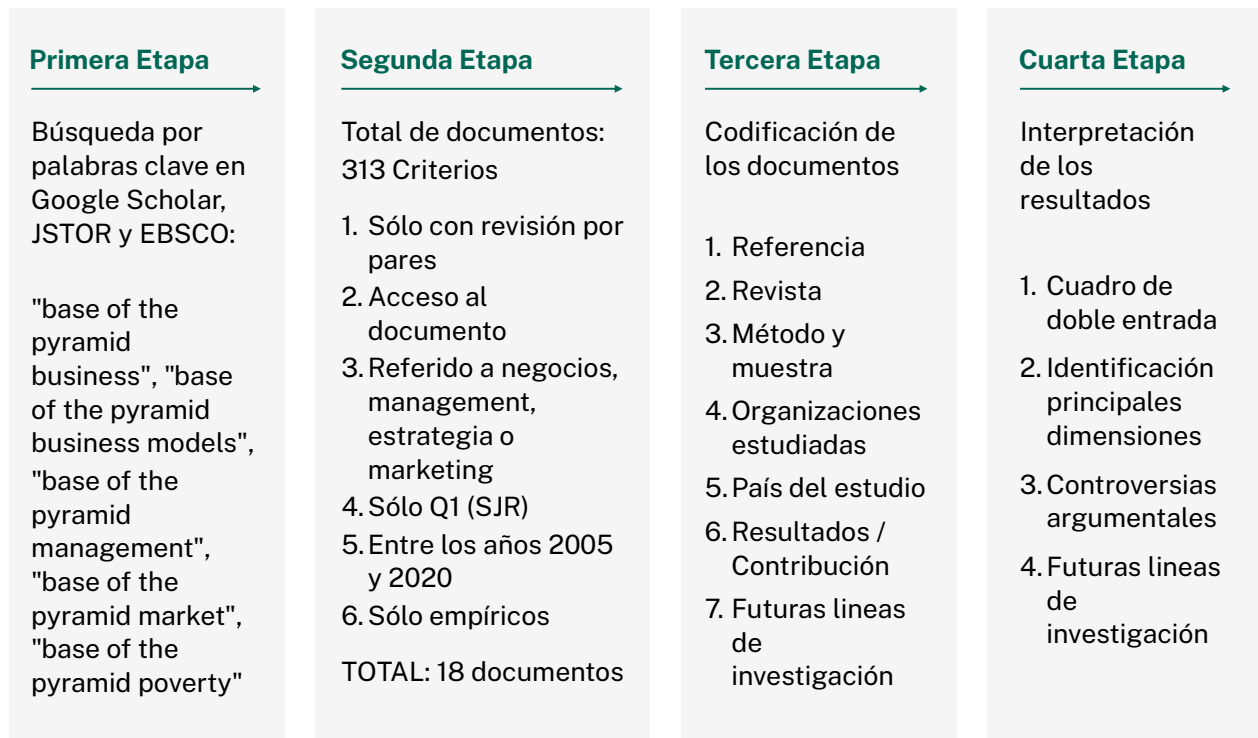 Primera Etapa
Búsqueda por
palabras clave en
Google Scholar,
JSTOR y EBSCO:
"base of the
pyramid
business", "base
of the pyramid
business models",
"base of the
pyramid
management",
"base of the
pyramid market",
"base of the
pyramid poverty"
Segunda Etapa
Total de documentos:
313 Criterios
1. Sólo con revisión por
pares
2. Acceso al
documento
3. Referido a negocios,
management,
estrategia o
marketing
4. Sólo Q1 (SJR)
5. Entre los años 2005
y 2020
6. Sólo empíricos
TOTAL: 18 documentos
Tercera Etapa
Codificación de
los documentos
1. Referencia
2. Revista
3. Método y
muestra
4. Organizaciones
estudiadas
5. País del estudio
6. Resultados /
Contribución
7. Futuras lineas
de
investigación
Cuarta Etapa
Interpretación
de los
resultados
1. Cuadro de
doble entrada
2. Identificación
principales
dimensiones
3. Controversias
argumentales
4. Futuras lineas
de
investigación